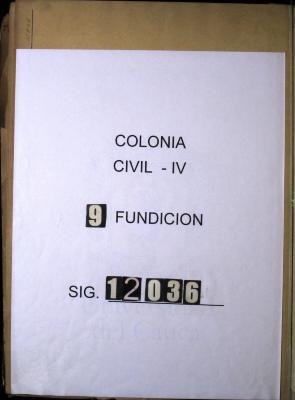 COLONIA
CIVIL - IV
9 FUNDICION
SIG. 12036